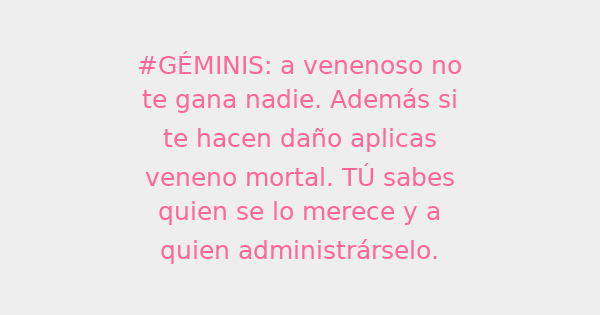 #GÉMINIS: a venenoso no
te gana nadie. Además si
te hacen daño aplicas
veneno mortal. TÚ sabes
quien se lo merece y a
quien administrárselo.